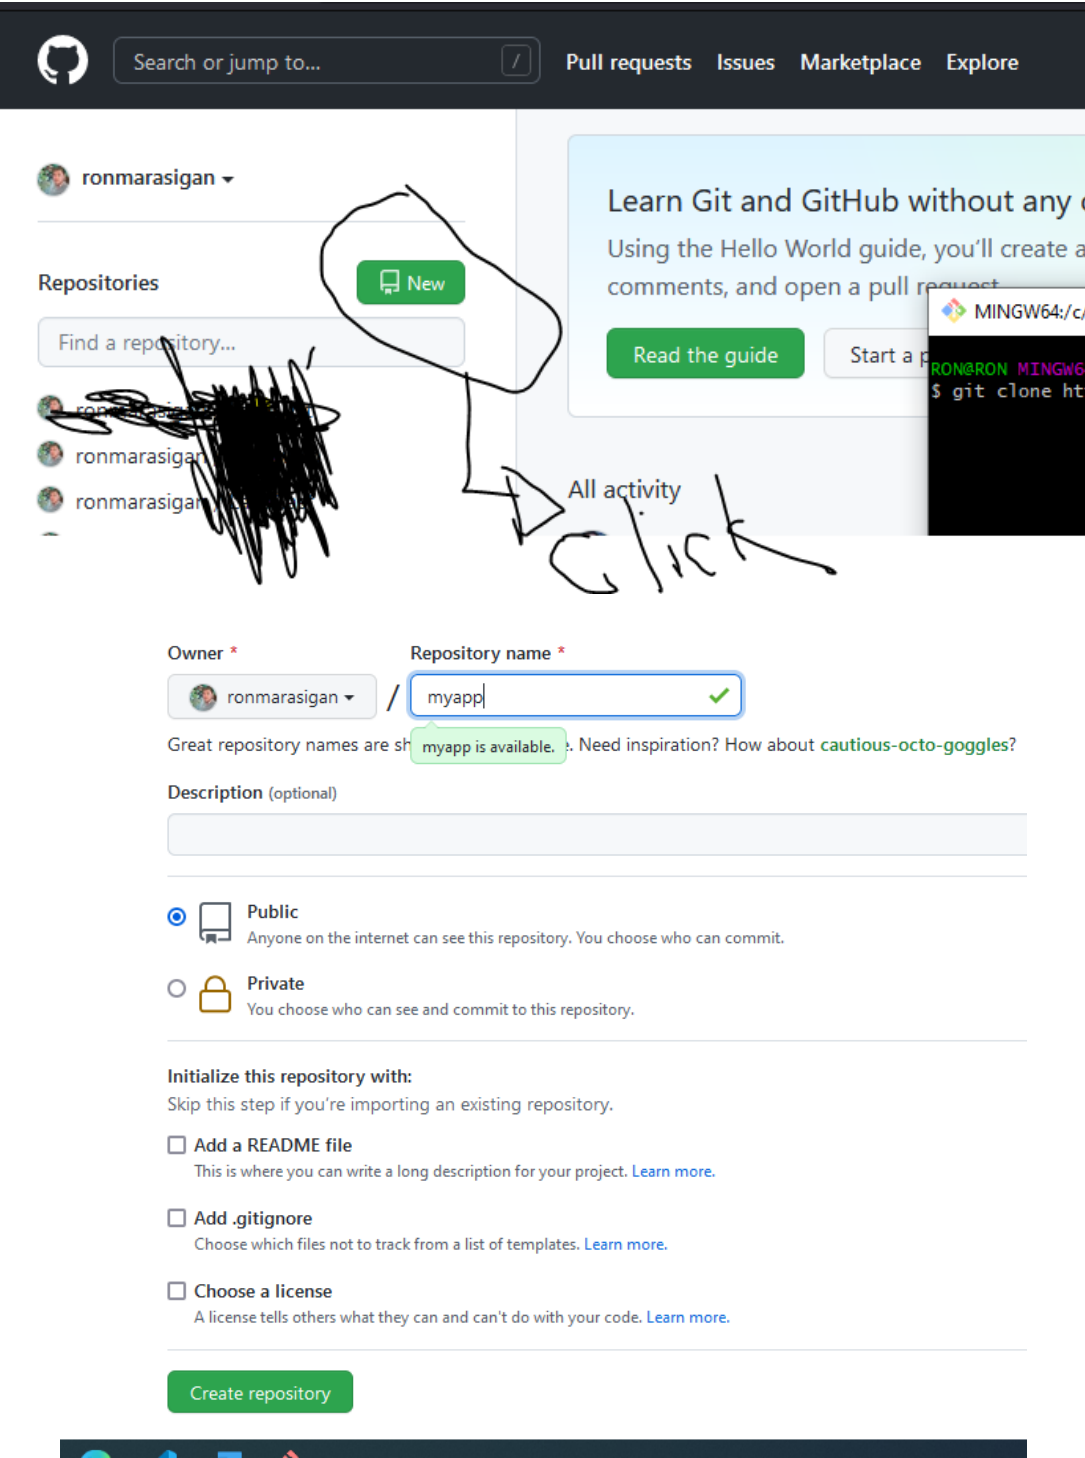 Search or jump to... /
Pull requests Issues Marketplace Explore
ronmarasigan
Repositories
New
Find a repository...
ronmarasigan
ronmarasigan
Learn Git and GitHub without any
Using the Hello World guide, you'll create a
comments, and open a pull request
Read the guide
Start a p
MINGW64:/c/
RON@RON MINGW6
$ git clone ht
All activity
Click
Owner *
Repository name *
ronmarasigan / myapp
Great repository names are sh
myapp is available.
. Need inspiration? How about cautious-octo-goggles?
Description (optional)
Public
Anyone on the internet can see this repository. You choose who can commit.
Private
You choose who can see and commit to this repository.
Initialize this repository with:
Skip this step if you're importing an existing repository.
Add a README file
This is where you can write a long description for your project. Learn more.
Add .gitignore
Choose which files not to track from a list of templates. Learn more.
Choose a license
A license tells others what they can and can't do with your code. Learn more.
Create repository